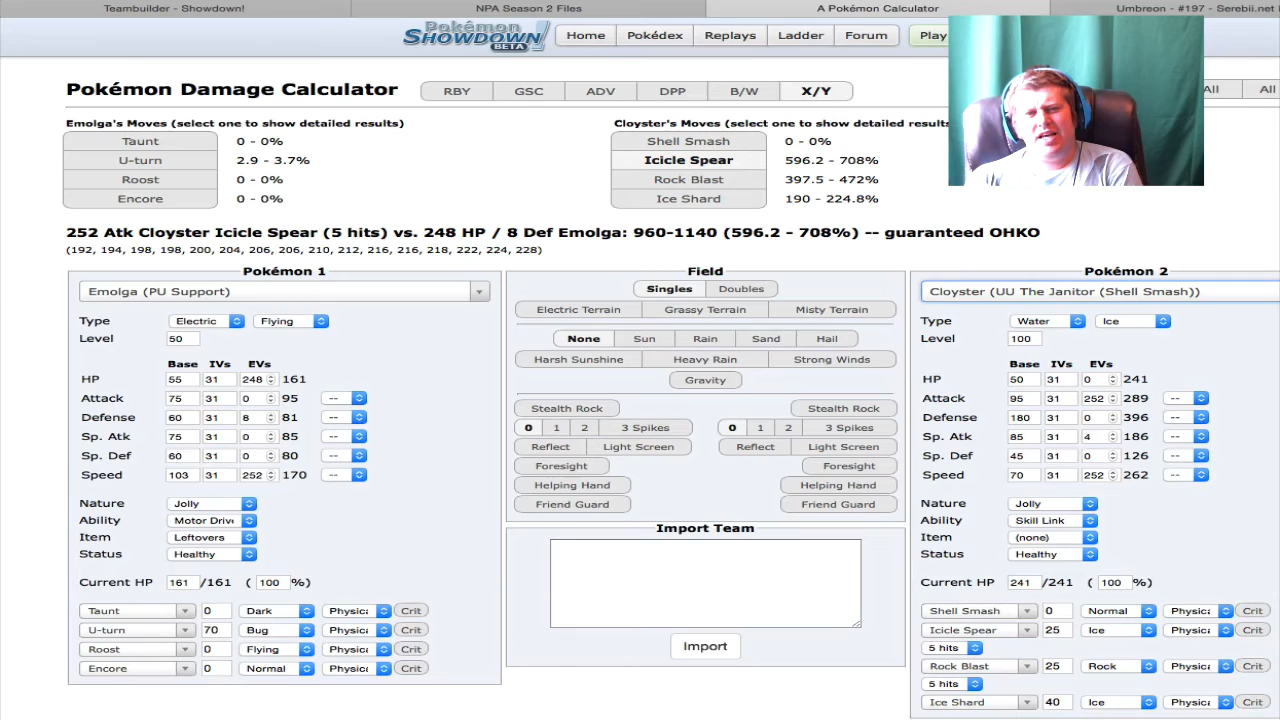 Teambuilder - Showdown!
NPA Season 2 Files
A Pokémon Calculator
Umbreon - #197 - Serebii.net
Pokémon SHOWDOWN! BETA
Home
Pokédex
Replays
Ladder
Forum
Play
Pokémon Damage Calculator
RBY
GSC
ADV
DPP
B/W
X/Y
All
All
Emolga's Moves (select one to show detailed results)
Taunt 0 - 0%
U-turn 2.9 - 3.7%
Roost 0 - 0%
Encore 0 - 0%
Cloyster's Moves (select one to show detailed results
Shell Smash 0 - 0%
Icicle Spear 596.2 - 708%
Rock Blast 397.5 - 472%
Ice Shard 190 - 224.8%
252 Atk Cloyster Icicle Spear (5 hits) vs. 248 HP / 8 Def Emolga: 960-1140 (596.2 - 708%) -- guaranteed OHKO
(192, 194, 198, 198, 200, 204, 206, 206, 210, 212, 216, 216, 218, 222, 224, 228)
Pokémon 1
Emolga (PU Support)
Type Electric Flying
Level 50
Base IVs EVs
HP 55 31 248 161
Attack 75 31 0 95 --
Defense 60 31 8 81 --
Sp. Atk 75 31 0 85 --
Sp. Def 60 31 0 80 --
Speed 103 31 252 170 --
Nature Jolly
Ability Motor Drive
Item Leftovers
Status Healthy
Current HP 161 /161 ( 100 %)
Taunt 0 Dark Physica Crit
U-turn 70 Bug Physica Crit
Roost 0 Flying Physica Crit
Encore 0 Normal Physica Crit
Field
Singles Doubles
Electric Terrain Grassy Terrain Misty Terrain
None Sun Rain Sand Hail
Harsh Sunshine Heavy Rain Strong Winds
Gravity
Stealth Rock Stealth Rock
0 1 2 3 Spikes 0 1 2 3 Spikes
Reflect Light Screen Reflect Light Screen
Foresight Foresight
Helping Hand Helping Hand
Friend Guard Friend Guard
Import Team
Import
Pokémon 2
Cloyster (UU The Janitor (Shell Smash))
Type Water Ice
Level 100
Base IVs EVs
HP 50 31 0 241
Attack 95 31 252 289 --
Defense 180 31 0 396 --
Sp. Atk 85 31 4 186 --
Sp. Def 45 31 0 126 --
Speed 70 31 252 262 --
Nature Jolly
Ability Skill Link
Item (none)
Status Healthy
Current HP 241 /241 ( 100 %)
Shell Smash 0 Normal Physica Crit
Icicle Spear 25 Ice Physica Crit
5 hits
Rock Blast 25 Rock Physica Crit
5 hits
Ice Shard 40 Ice Physica Crit